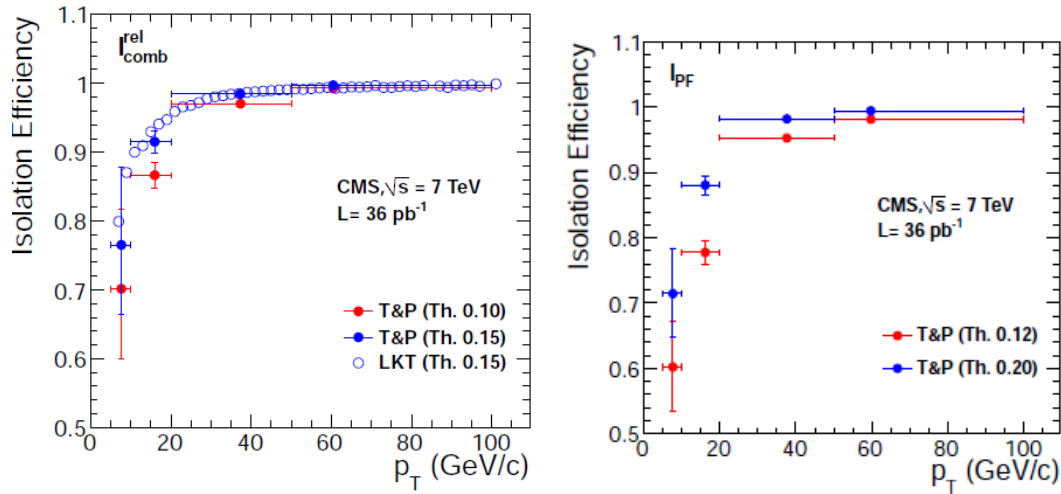 1.1
1
0.9
0.8
0.7
0.6
0.5
Isolation Efficiency
I^rel_comb
CMS,√s = 7 TeV
L= 36 pb⁻¹
T&P (Th. 0.10)
T&P (Th. 0.15)
LKT (Th. 0.15)
0 20 40 60 80 100
p_T (GeV/c)
1.1
1
0.9
0.8
0.7
0.6
0.5
Isolation Efficiency
I_PF
CMS,√s = 7 TeV
L= 36 pb⁻¹
T&P (Th. 0.12)
T&P (Th. 0.20)
0 20 40 60 80 100
p_T (GeV/c)